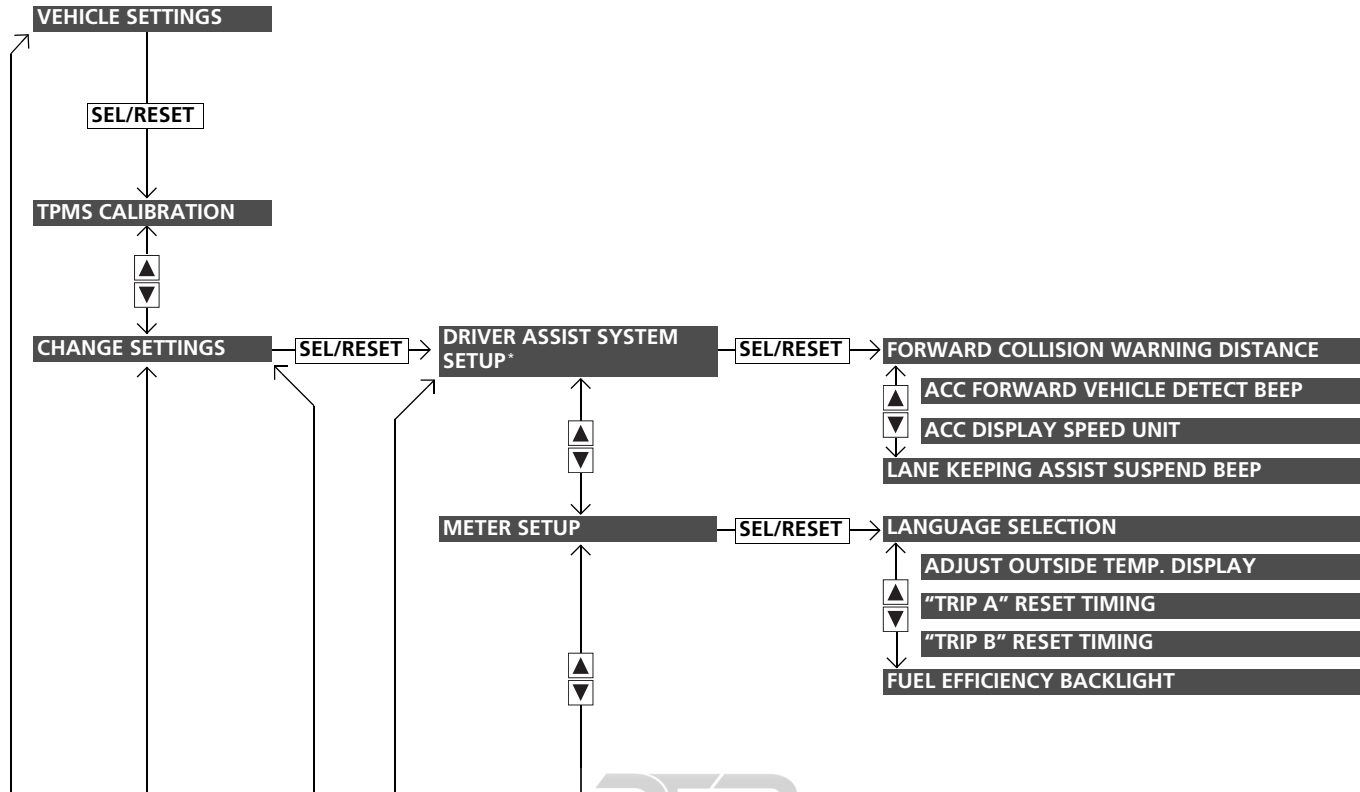 VEHICLE SETTINGS
SEL/RESET
TPMS CALIBRATION
▲
▼
CHANGE SETTINGS
SEL/RESET
DRIVER ASSIST SYSTEM
SETUP*
SEL/RESET
FORWARD COLLISION WARNING DISTANCE
▲
▼
ACC FORWARD VEHICLE DETECT BEEP
ACC DISPLAY SPEED UNIT
LANE KEEPING ASSIST SUSPEND BEEP
▲
▼
METER SETUP
SEL/RESET
LANGUAGE SELECTION
▲
▼
ADJUST OUTSIDE TEMP. DISPLAY
“TRIP A” RESET TIMING
“TRIP B” RESET TIMING
FUEL EFFICIENCY BACKLIGHT
▲
▼